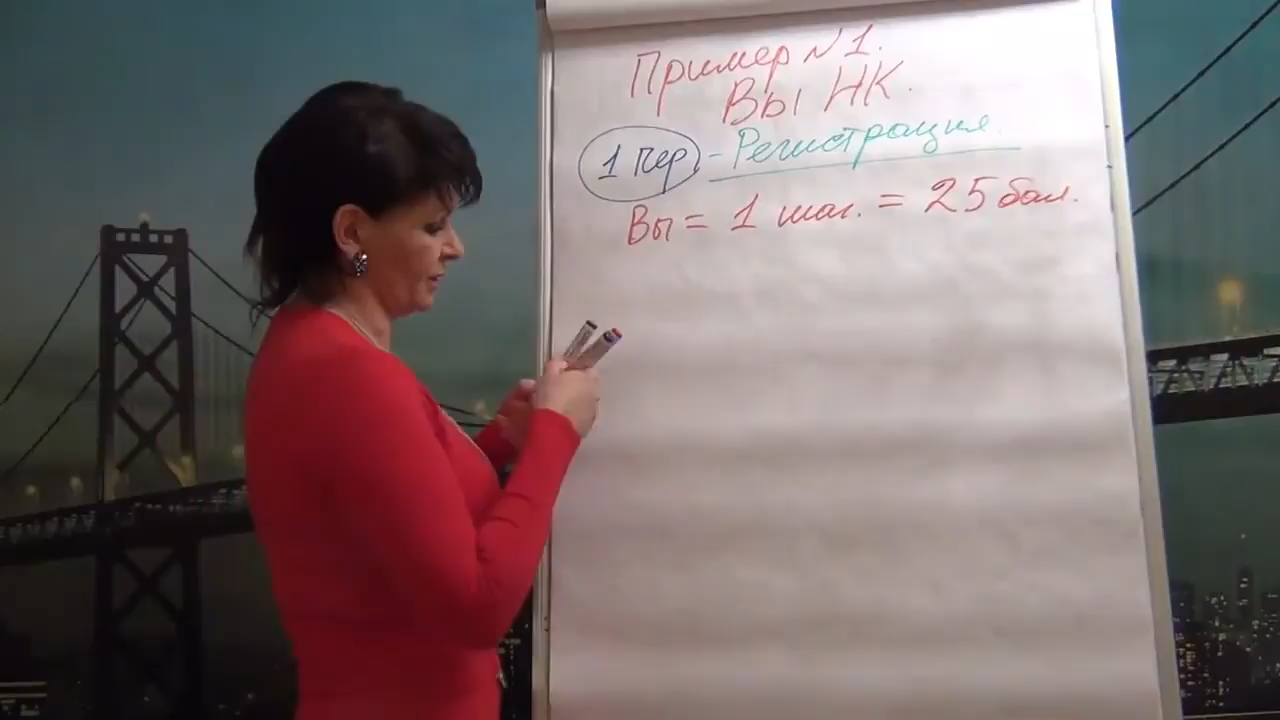 Пример №1.
Вы НК.
1 пер - Регистрация.
Вы = 1 шаг. = 25 бал.